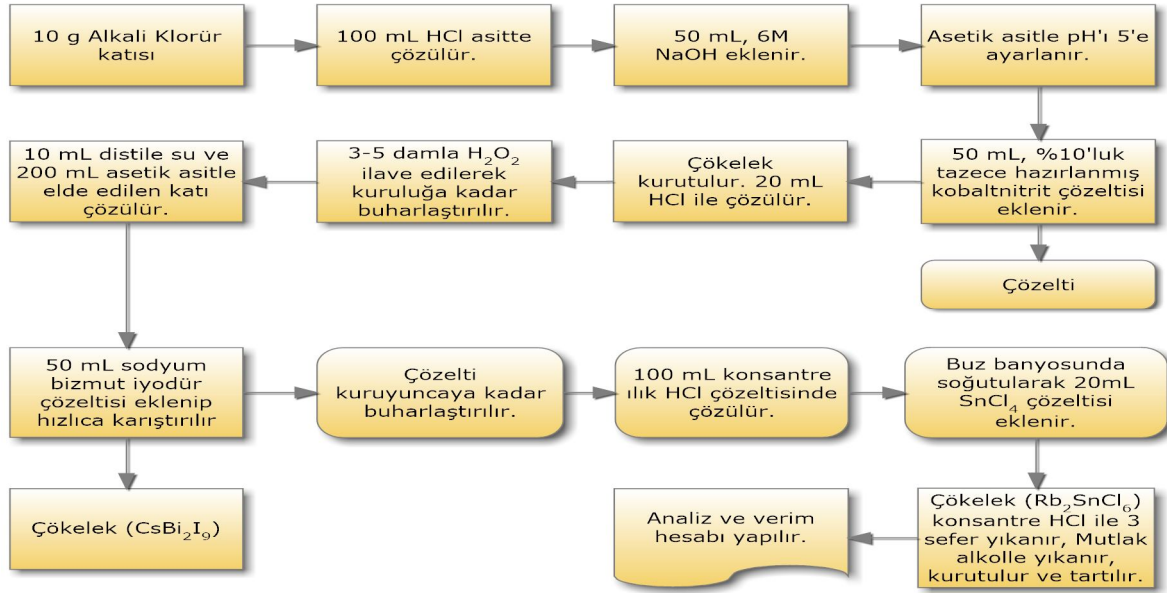 10 g Alkali Klorür
katısı
100 mL HCl asitte
çözülür.
50 mL, 6M
NaOH eklenir.
Asetik asitle pH'ı 5'e
ayarlanır.
50 mL, %10'luk
tazece hazırlanmış
kobaltnitrit çözeltisi
eklenir.
Çözelti
Çökelek
kurutulur. 20 mL
HCl ile çözülür.
3-5 damla H₂O₂
ilave edilerek
kuruluğa kadar
buharlaştırılır.
10 mL distile su ve
200 mL asetik asitle
elde edilen katı
çözülür.
50 mL sodyum
bizmut iyodür
çözeltisi eklenip
hızlıca karıştırılır
Çökelek (CsBi₂I₉)
Çözelti
kuruyuncaya kadar
buharlaştırılır.
100 mL konsantre
ılık HCl çözeltisinde
çözülür.
Buz banyosunda
soğutularak 20mL
SnCl₄ çözeltisi
eklenir.
Çökelek (Rb₂SnCl₆)
konsantre HCl ile 3
sefer yıkanır, Mutlak
alkolle yıkanır,
kurutulur ve tartılır.
Analiz ve verim
hesabı yapılır.